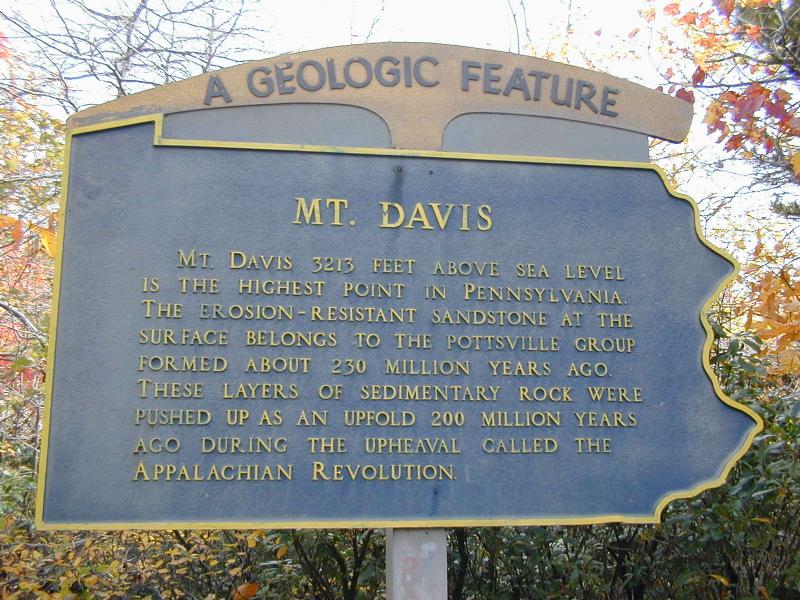 A GEOLOGIC FEATURE
MT. DAVIS
MT. DAVIS 3213 FEET ABOVE SEA LEVEL
IS THE HIGHEST POINT IN PENNSYLVANIA.
THE EROSION-RESISTANT SANDSTONE AT THE
SURFACE BELONGS TO THE POTTSVILLE GROUP
FORMED ABOUT 230 MILLION YEARS AGO.
THESE LAYERS OF SEDIMENTARY ROCK WERE
PUSHED UP AS AN UPFOLD 200 MILLION YEARS
AGO DURING THE UPHEAVAL CALLED THE
APPALACHIAN REVOLUTION.